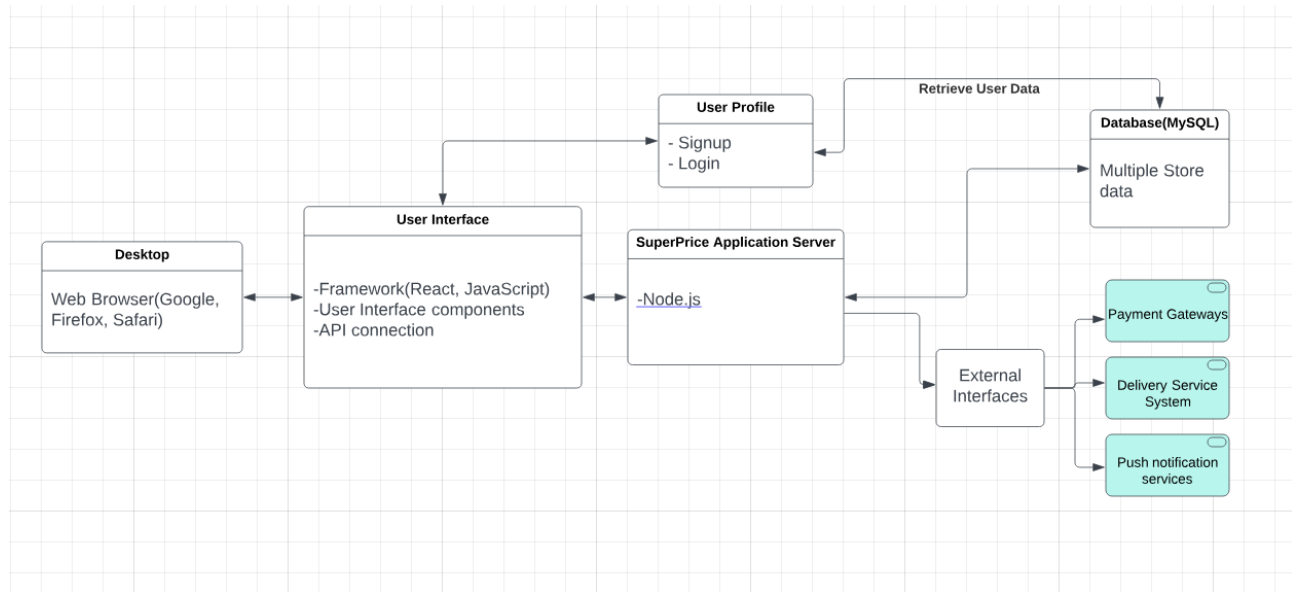 Retrieve User Data
User Profile
- Signup
- Login
Database(MySQL)
Multiple Store
data
User Interface
-Framework(React, JavaScript)
-User Interface components
-API connection
SuperPrice Application Server
-Node.js
Desktop
Web Browser(Google,
Firefox, Safari)
External
Interfaces
Payment Gateways
Delivery Service
System
Push notification
services